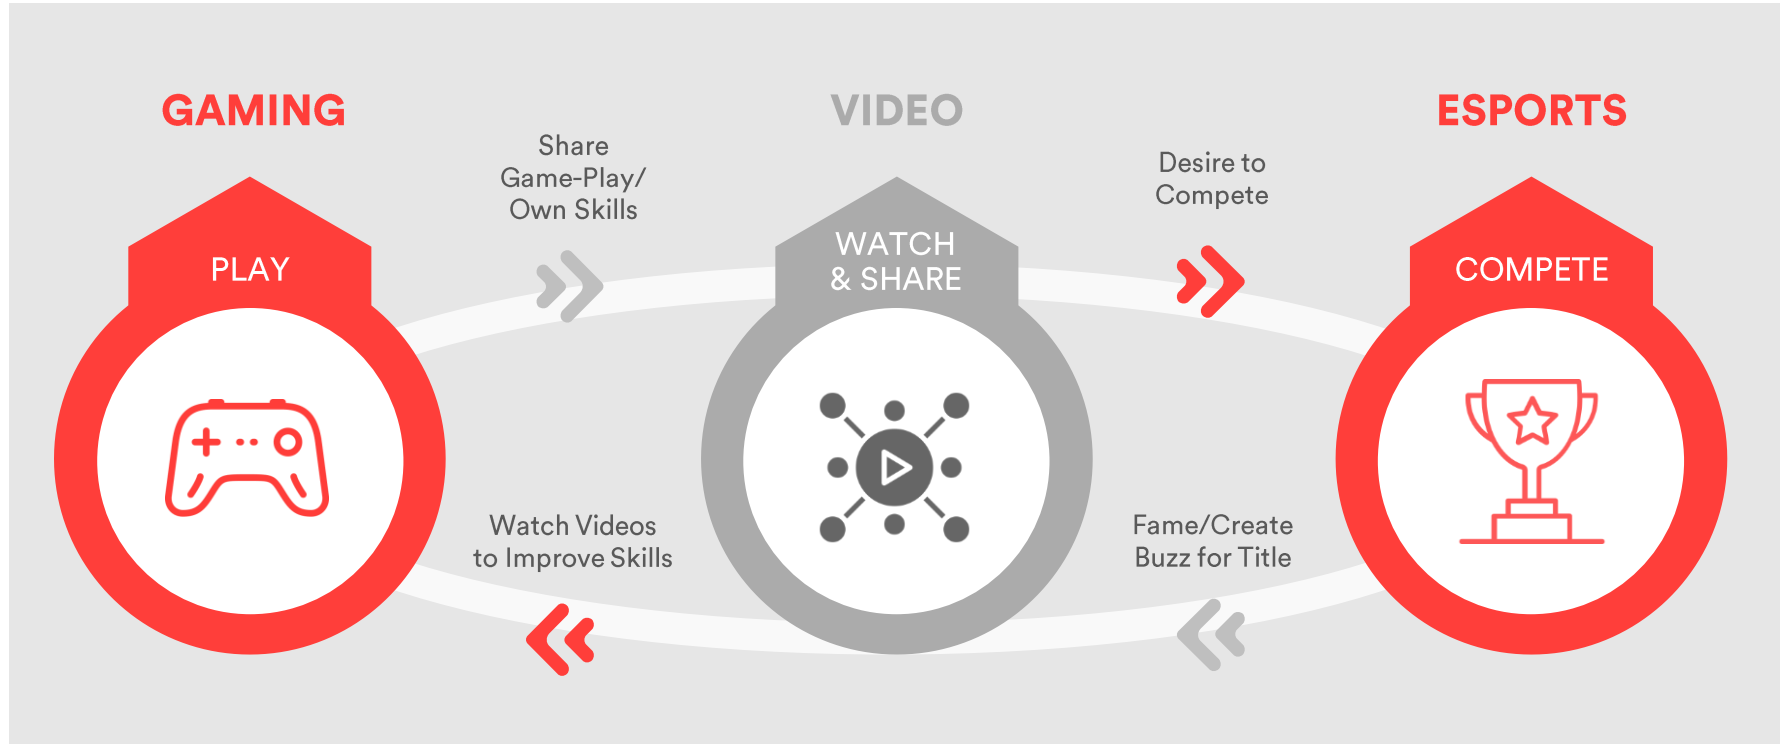 GAMING
VIDEO
ESPORTS
Share
Game-Play/
Own Skills
Desire to
Compete
PLAY
WATCH
& SHARE
COMPETE
Watch Videos
to Improve Skills
Fame/Create
Buzz for Title